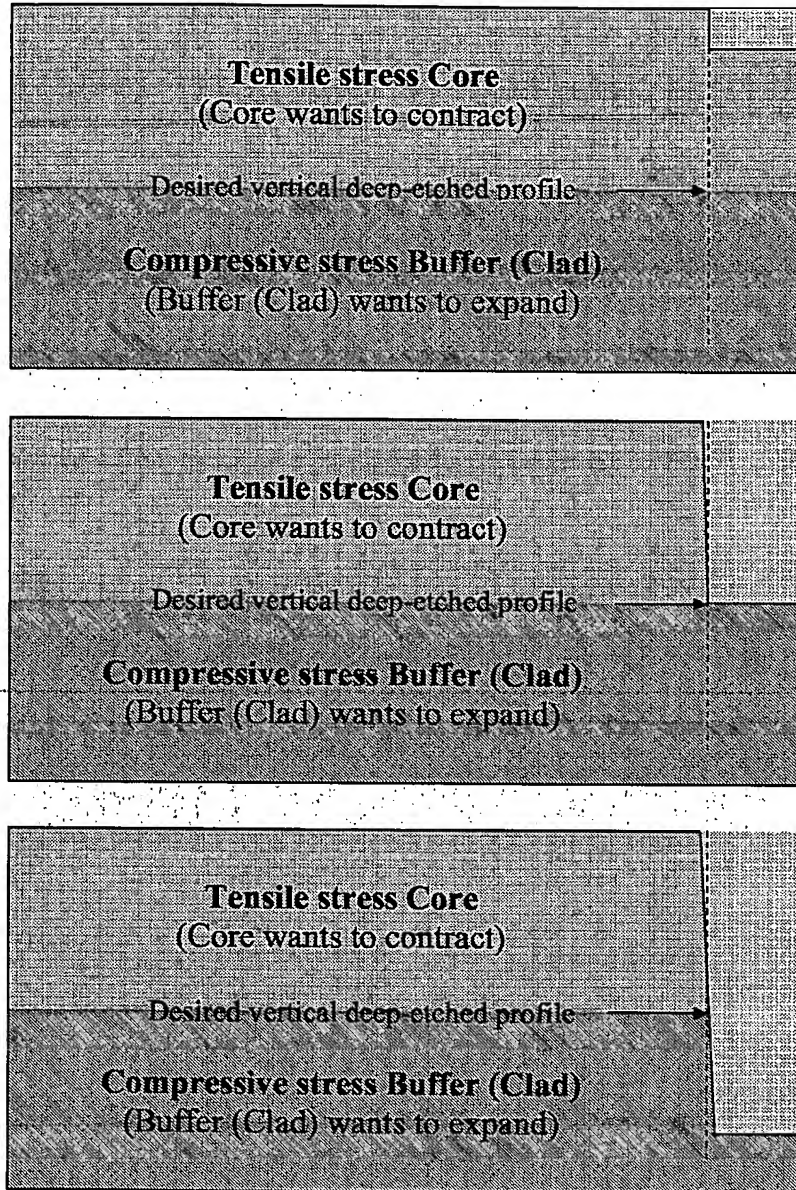 Tensile stress Core
(Core wants to contract)
Desired vertical deep-etched profile
Compressive stress Buffer (Clad)
(Buffer (Clad) wants to expand)
Tensile stress Core
(Core wants to contract)
Desired vertical deep-etched profile
Compressive stress Buffer (Clad)
(Buffer (Clad) wants to expand)
Tensile stress Core
(Core wants to contract)
Desired vertical deep-etched profile
Compressive stress Buffer (Clad)
(Buffer (Clad) wants to expand)